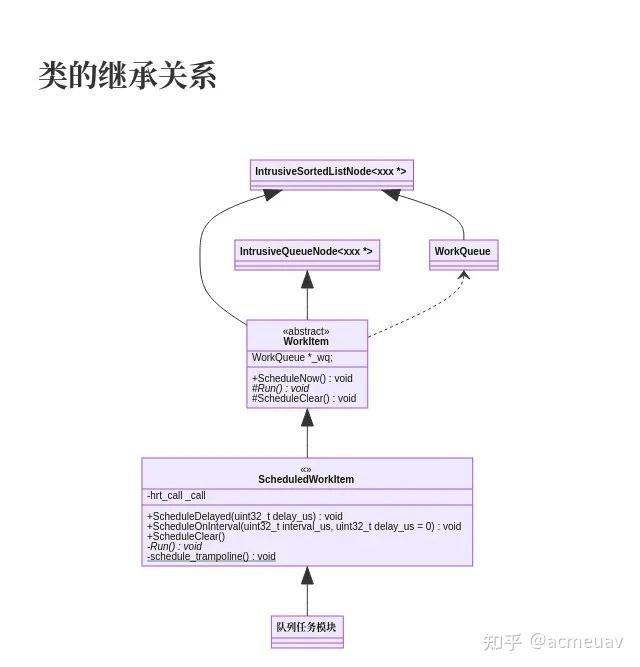 类的继承关系
IntrusiveSortedListNode<xxx *>
IntrusiveQueueNode<xxx *>
WorkQueue
«abstract»
WorkItem
WorkQueue *_wq;
+ScheduleNow() : void
#Run() : void
#ScheduleClear() : void
«»
ScheduledWorkItem
-hrt_call _call
+ScheduleDelayed(uint32_t delay_us) : void
+ScheduleOnInterval(uint32_t interval_us, uint32_t delay_us = 0) : void
+ScheduleClear()
-Run() : void
-schedule_trampoline() : void
队列任务模块
知乎 @acmeuav